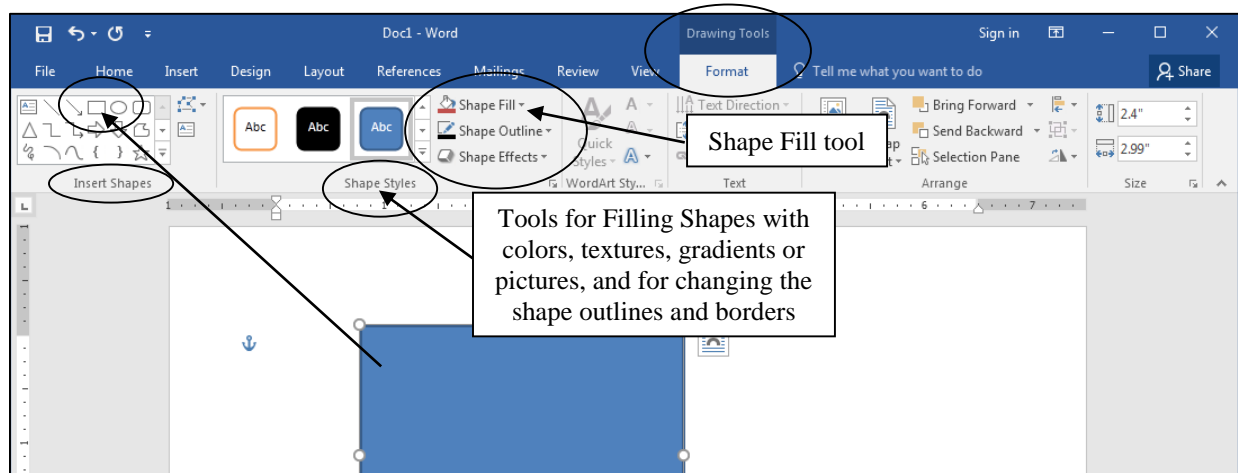 Doc1 - Word
Drawing Tools
Sign in
File Home Insert Design Layout References Mailings Review View Format Tell me what you want to do Share
Abc Abc Abc
Shape Fill
Shape Outline
Shape Effects
Quick
Styles
Text Direction
Shape Fill tool
Bring Forward
Send Backward
Selection Pane
2.4"
2.99"
Insert Shapes Shape Styles WordArt Sty... Text Arrange Size
1 1 6 7
Tools for Filling Shapes with
colors, textures, gradients or
pictures, and for changing the
shape outlines and borders